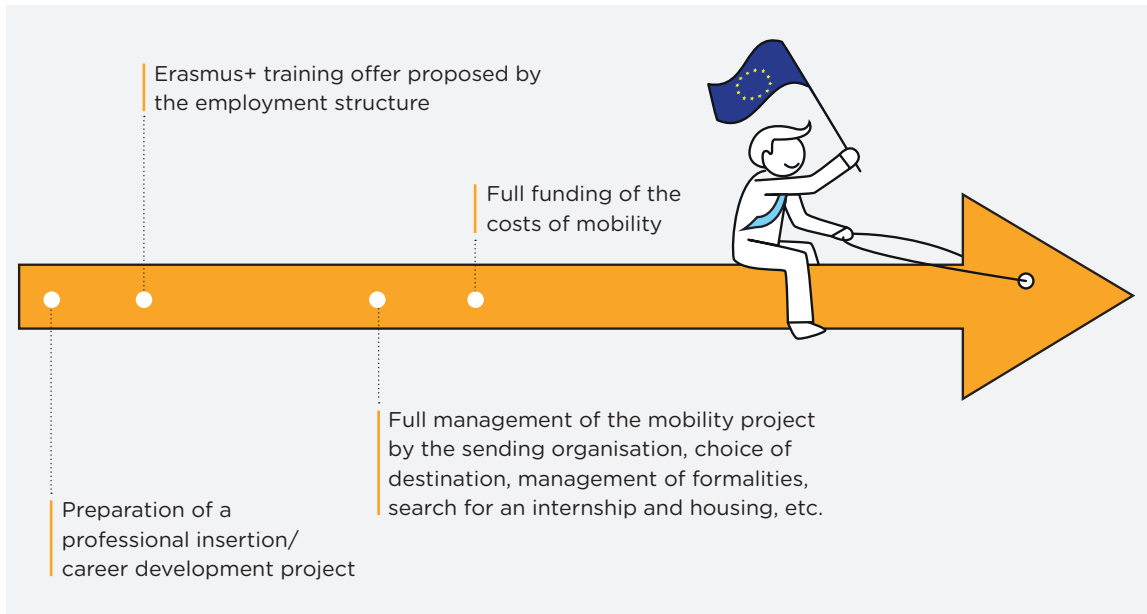 Erasmus+ training offer proposed by
the employment structure
Full funding of the
costs of mobility
Full management of the mobility project
by the sending organisation, choice of
destination, management of formalities,
search for an internship and housing, etc.
Preparation of a
professional insertion/
career development project